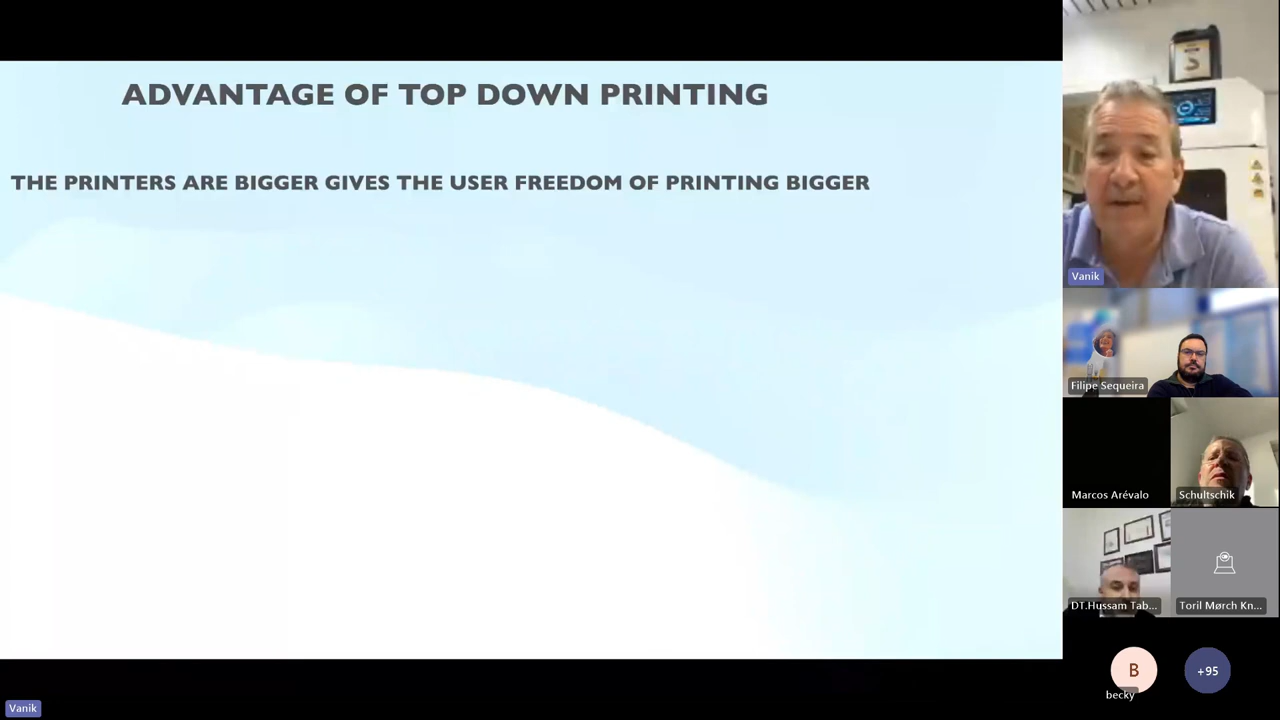 ADVANTAGE OF TOP DOWN PRINTING
THE PRINTERS ARE BIGGER GIVES THE USER FREEDOM OF PRINTING BIGGER
Vanik
Filipe Sequeira
Marcos Arévalo
Schultschik
DT.Hussam Tab...
Toril Mørch Kn...
B
becky
+95
Vanik